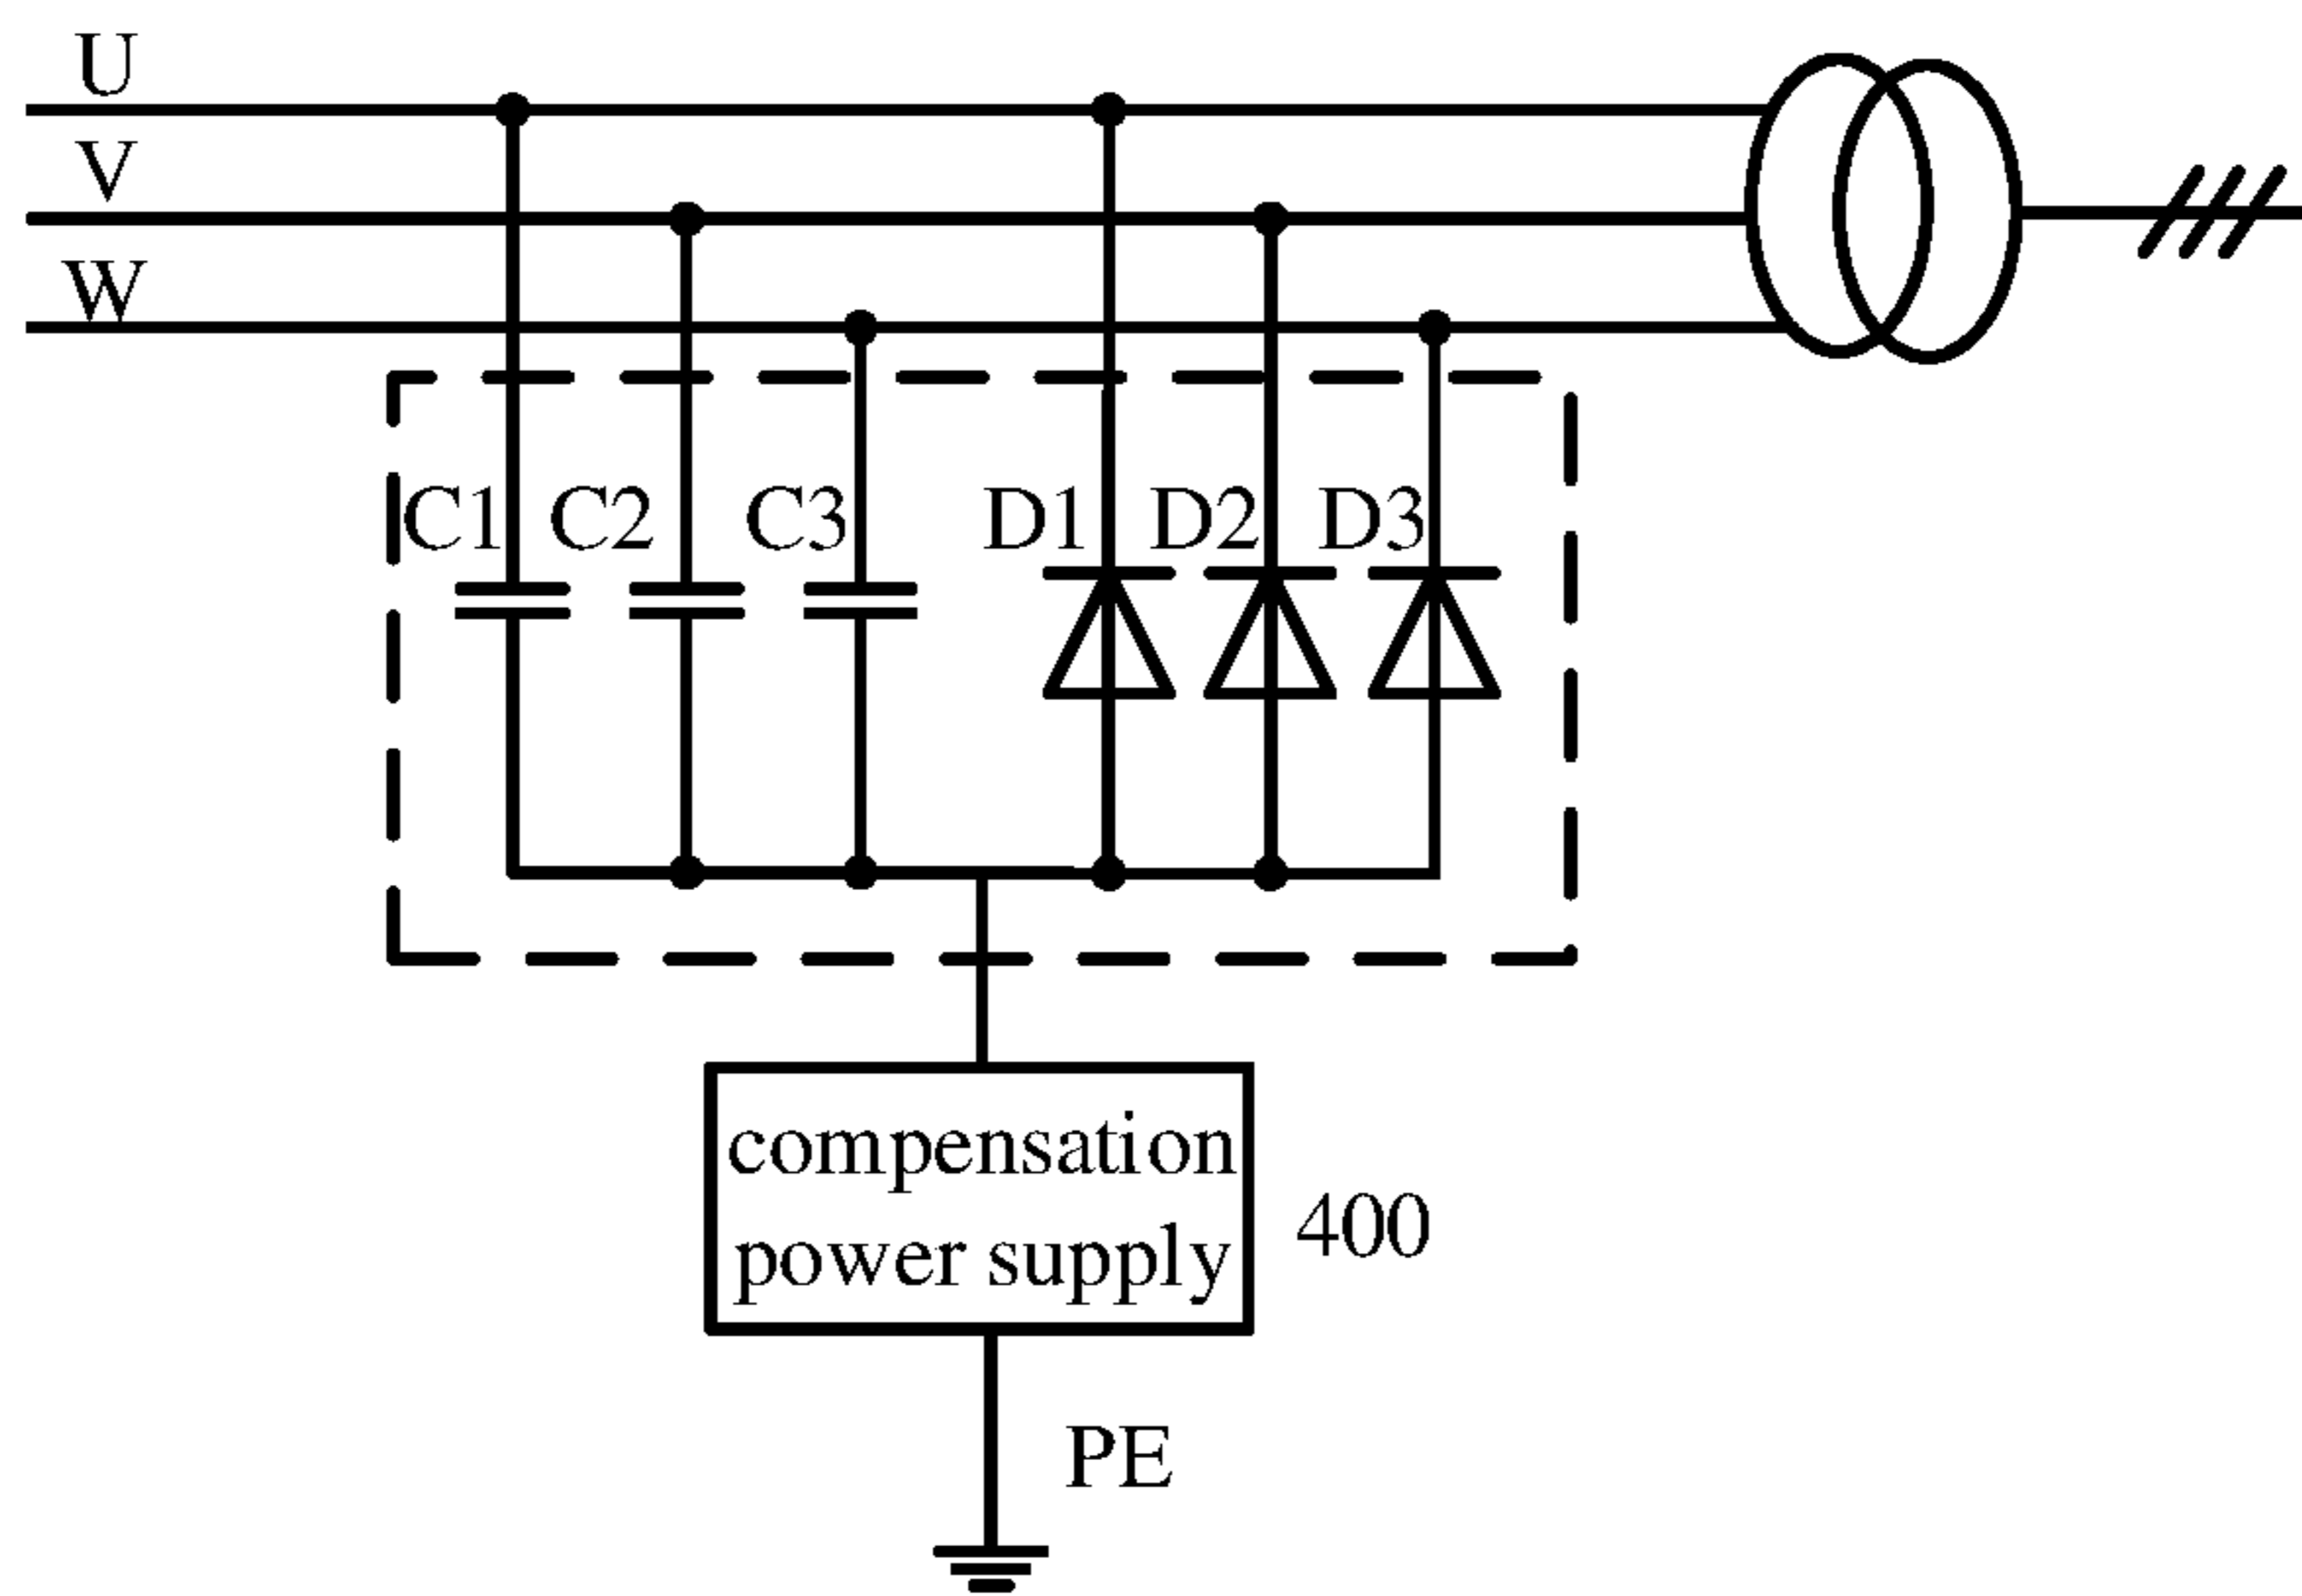 U
V
W
C1 C2 C3 D1 D2 D3
compensation
power supply
400
PE